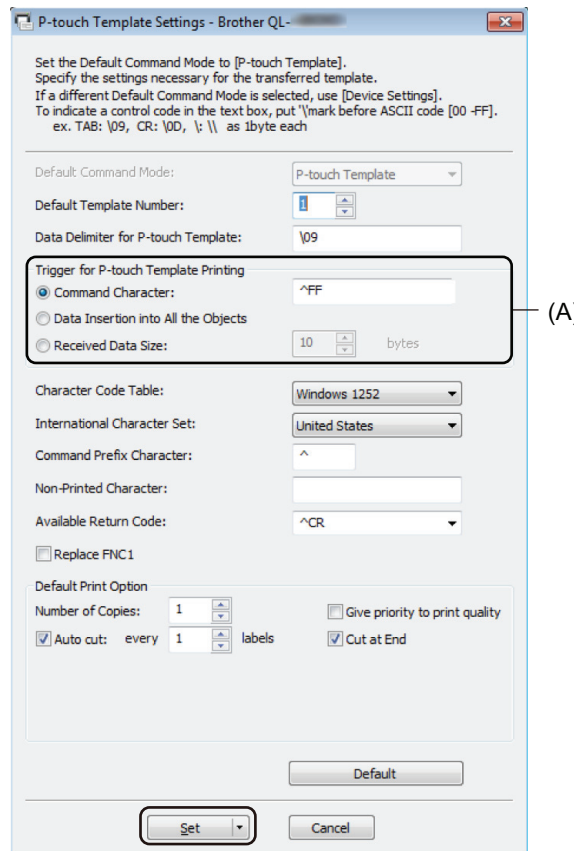 P-touch Template Settings - Brother QL-
Set the Default Command Mode to [P-touch
Template].
Specify the settings necessary for the transferred template.
If a different Default Command Mode is selected, use [Device Settings].
To indicate a control code in the text box, put '\'mark before ASCII code [00 -FF].
ex. TAB: \09, CR: \0D, \: \\ as 1byte
each
Default Command Mode: P-touch Template
Default Template Number: 1
Data Delimiter for P-touch Template: \09
Trigger for P-touch Template Printing
Command Character: ^FF
(A)
Data Insertion into All the Objects
Received Data Size: 10 bytes
Character Code Table: Windows 1252
International Character Set: United States
Command Prefix Character: ^
Non-Printed Character:
Available Return Code: ^CR
Replace FNC1
Default Print Option
Number of Copies: 1 Give priority to print quality
Auto cut: every 1 labels Cut at End
Default
Set Cancel